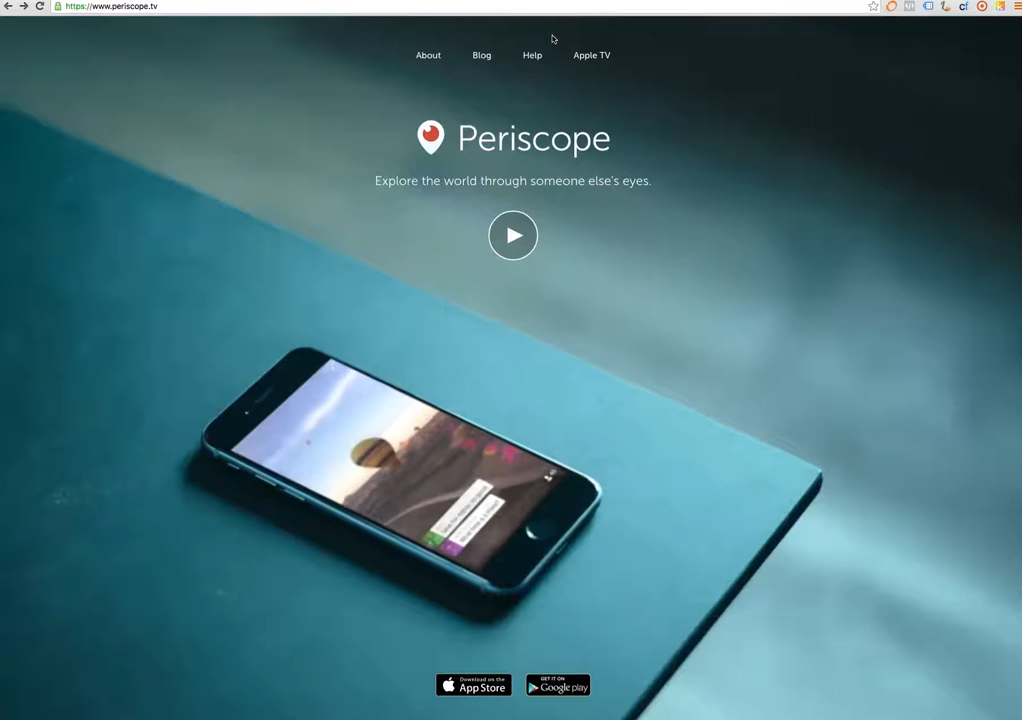 https://www.periscope.tv
cf
K
About Blog Help Apple TV
Periscope
Explore the world through someone else's eyes.
Download on the
App Store
GET IT ON
Google play